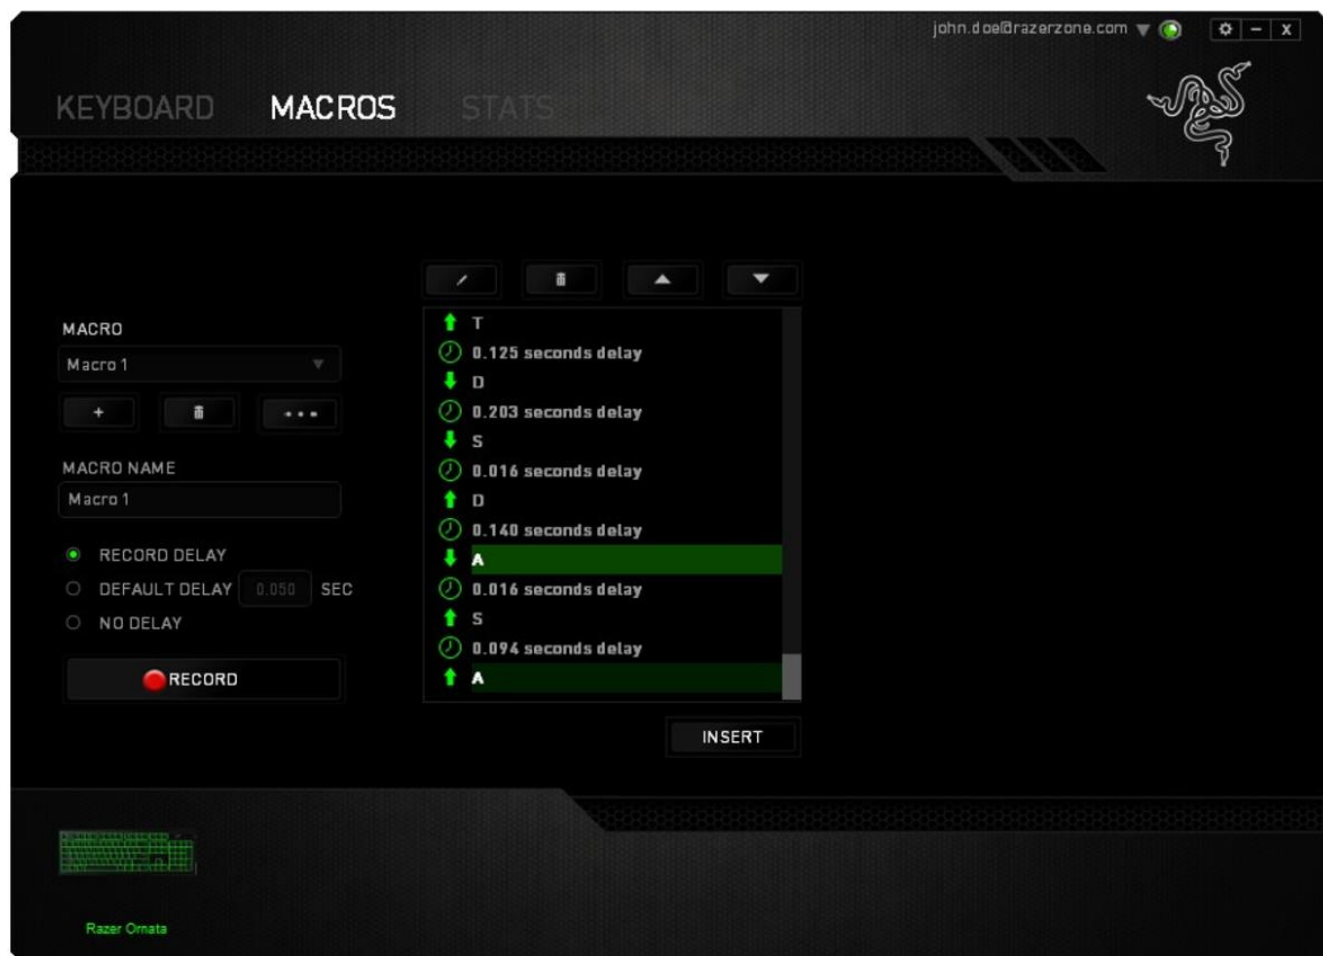 john.doe@razerzone.com
X
KEYBOARD MACROS STATS
MACRO
Macro 1
MACRO NAME
Macro 1
RECORD DELAY
DEFAULT DELAY 0.050 SEC
NO DELAY
RECORD
T
0.125 seconds delay
D
0.203 seconds delay
S
0.016 seconds delay
D
0.140 seconds delay
A
0.016 seconds delay
S
0.094 seconds delay
A
INSERT
Razer Ornata